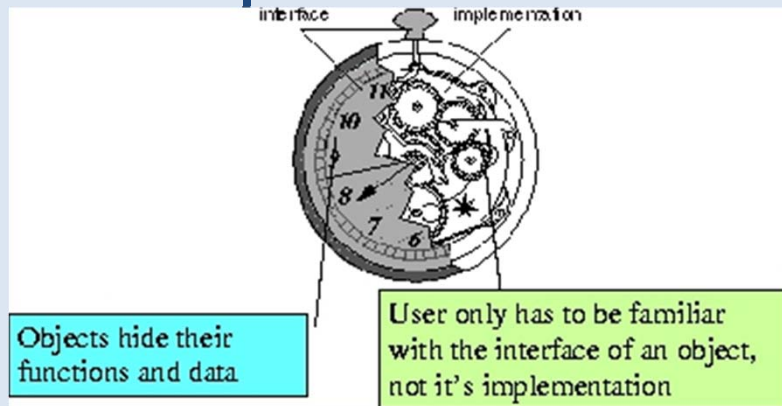 interface
implementation
11
10
9
8
7
6
Objects hide their
functions and data
User only has to be familiar
with the interface of an object,
not it's implementation